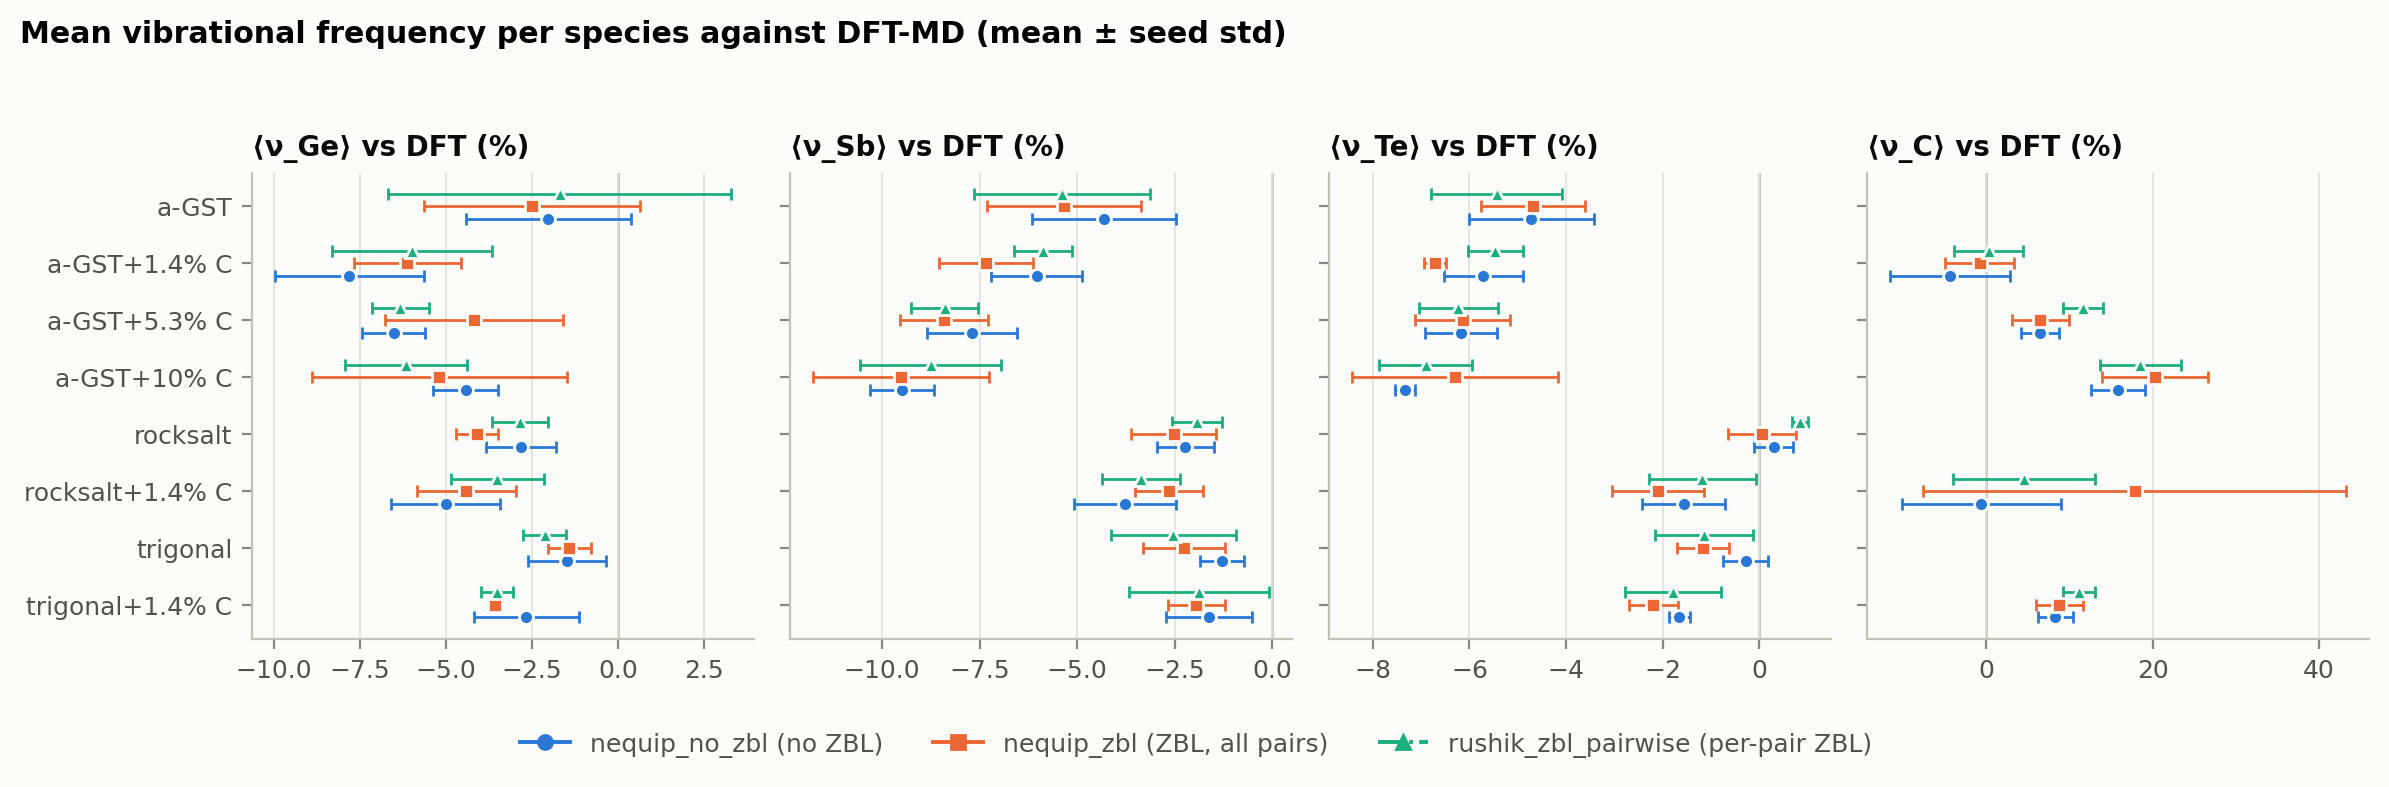 Mean vibrational frequency per species against DFT-MD (mean ± seed std)
⟨ν_Ge⟩ vs DFT (%)
⟨ν_Sb⟩ vs DFT (%)
⟨ν_Te⟩ vs DFT (%)
⟨ν_C⟩ vs DFT (%)
a-GST
a-GST+1.4% C
a-GST+5.3% C
a-GST+10% C
rocksalt
rocksalt+1.4% C
trigonal
trigonal+1.4% C
−10.0 −7.5 −5.0 −2.5 0.0 2.5
−10.0 −7.5 −5.0 −2.5 0.0
−8 −6 −4 −2 0
0 20 40
nequip_no_zbl (no ZBL)
nequip_zbl (ZBL, all pairs)
rushik_zbl_pairwise (per-pair ZBL)